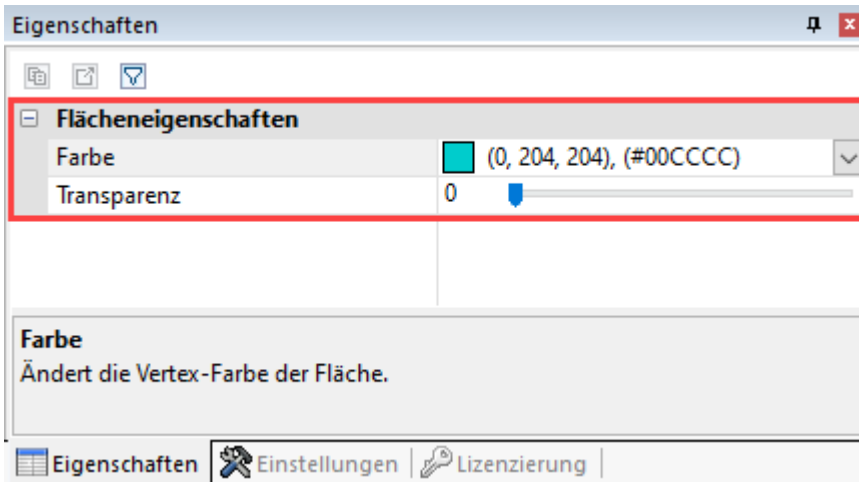 Eigenschaften
Flächeneigenschaften
Farbe (0, 204, 204), (#00CCCC)
Transparenz 0
Farbe
Ändert die Vertex-Farbe der Fläche.
Eigenschaften Einstellungen Lizenzierung